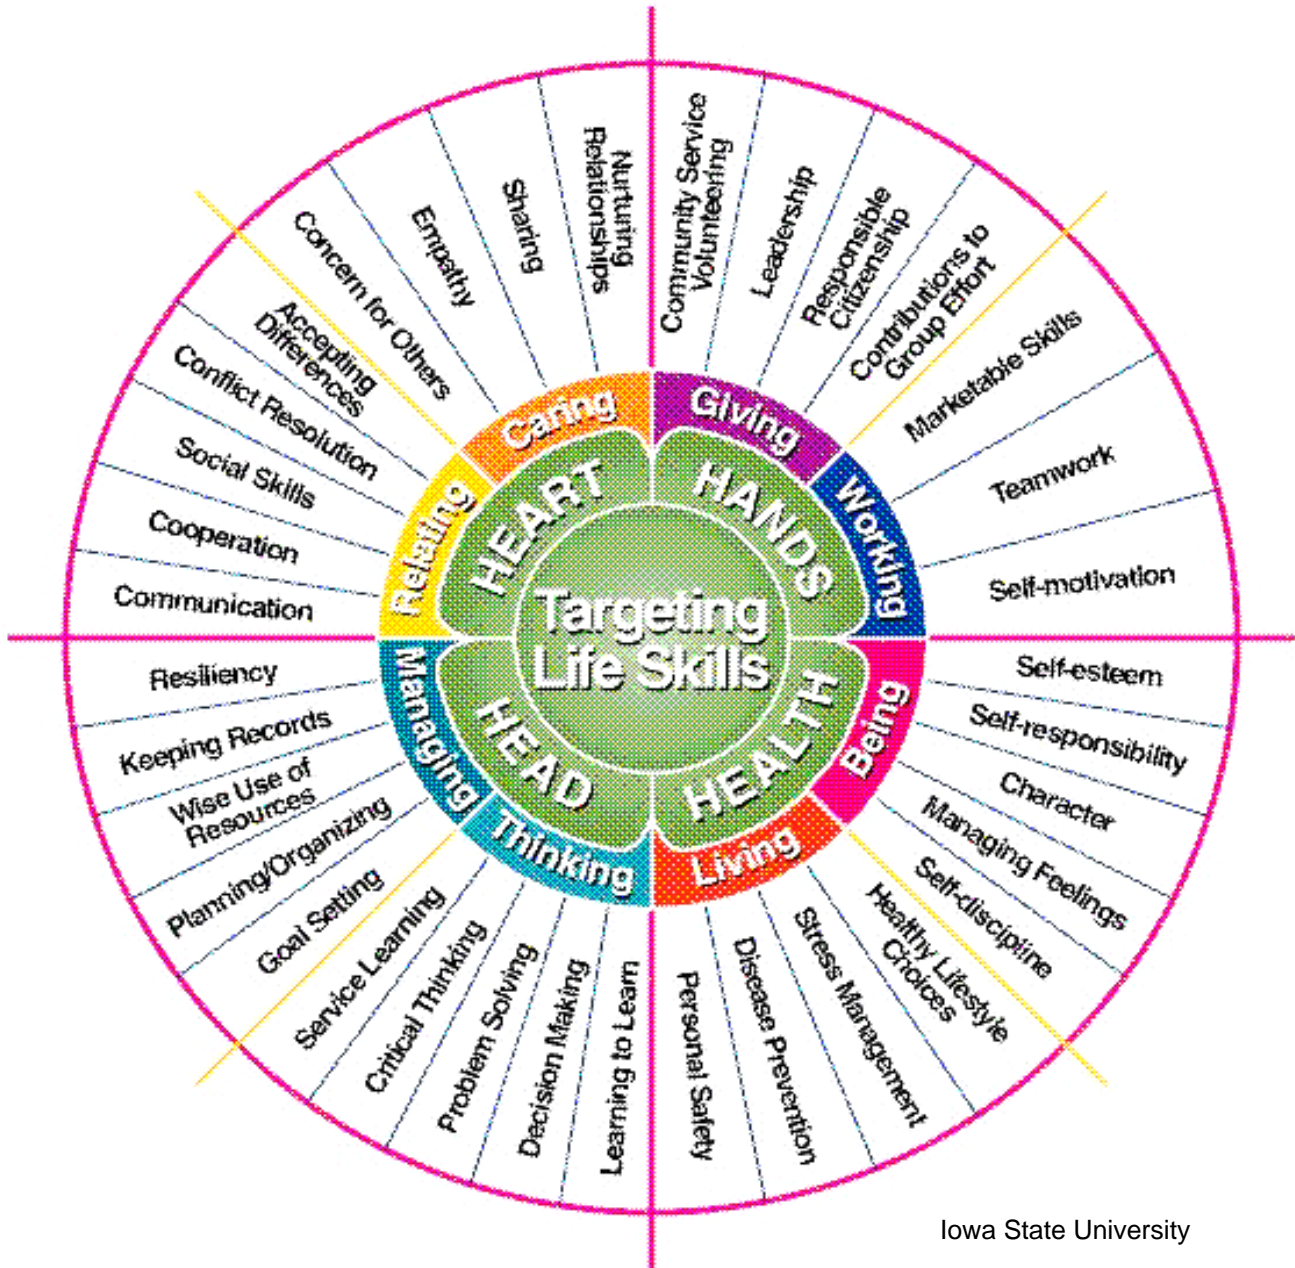 Targeting
Life Skills
HEART
HANDS
HEALTH
HEAD
Caring
Giving
Working
Being
Living
Thinking
Managing
Relating
Community Service
Volunteering
Leadership
Responsible
Citizenship
Contributions to
Group Effort
Marketable Skills
Teamwork
Self-motivation
Self-esteem
Self-responsibility
Character
Managing Feelings
Self-discipline
Healthy Lifestyle
Choices
Stress Management
Disease Prevention
Personal Safety
Learning to Learn
Decision Making
Problem Solving
Critical Thinking
Service Learning
Goal Setting
Planning/Organizing
Wise Use of
Resources
Keeping Records
Resiliency
Communication
Cooperation
Social Skills
Conflict Resolution
Accepting
Differences
Concern for Others
Empathy
Sharing
Nurturing
Relationships
Iowa State University